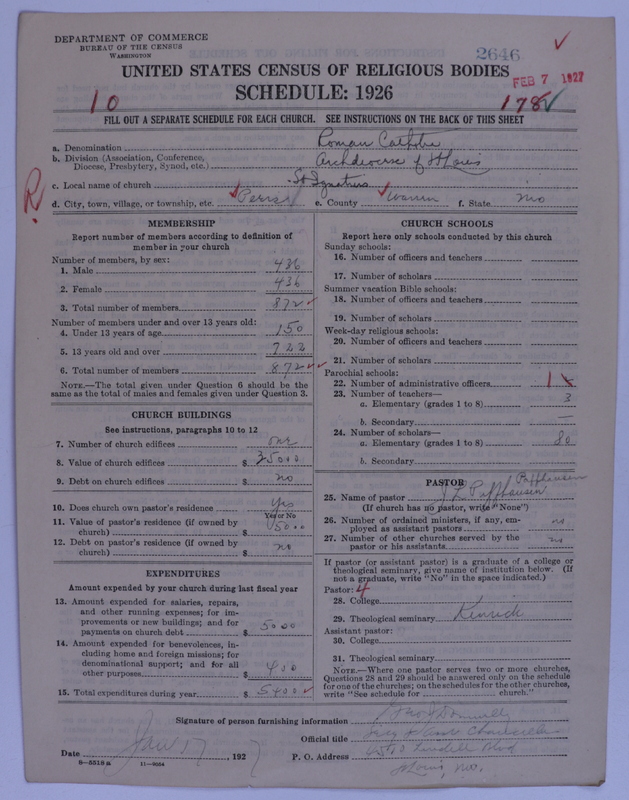 DEPARTMENT OF COMMERCE
BUREAU OF THE CENSUS
WASHINGTON
2646
UNITED STATES CENSUS OF RELIGIOUS BODIES
FEB 7 1927
SCHEDULE: 1926
10
178
FILL OUT A SEPARATE SCHEDULE FOR EACH CHURCH. SEE INSTRUCTIONS ON THE BACK OF THIS SHEET
a. Denomination Roman Catholic
b. Division (Association, Conference, Diocese, Presbytery, Synod, etc.) Archdiocese of St Louis
c. Local name of church St Ignatius
R
d. City, town, village, or township, etc. e. County Warren f. State Mo
MEMBERSHIP
Report number of members according to definition of member in your church
Number of members, by sex:
1. Male 436
2. Female 436
3. Total number of members 872
Number of members under and over 13 years old:
4. Under 13 years of age 150
5. 13 years old and over 722
6. Total number of members 872
NOTE.—The total given under Question 6 should be the same as the total of males and females given under Question 3.
CHURCH BUILDINGS
See instructions, paragraphs 10 to 12
7. Number of church edifices one
8. Value of church edifices $ 35000
9. Debt on church edifices $ no
10. Does church own pastor's residence Yes
Yes or No
11. Value of pastor's residence (if owned by church) $ 5000
12. Debt on pastor's residence (if owned by church) $ no
EXPENDITURES
Amount expended by your church during last fiscal year
13. Amount expended for salaries, repairs, and other running expenses; for improvements or new buildings; and for payments on church debt $ 5000
14. Amount expended for benevolences, including home and foreign missions; for denominational support; and for all other purposes $ 400
15. Total expenditures during year $ 5400
CHURCH SCHOOLS
Report here only schools conducted by this church
Sunday schools:
16. Number of officers and teachers
17. Number of scholars
Summer vacation Bible schools:
18. Number of officers and teachers
19. Number of scholars
Week-day religious schools:
20. Number of officers and teachers
21. Number of scholars
Parochial schools:
22. Number of administrative officers 1
23. Number of teachers—
a. Elementary (grades 1 to 8) 3
b. Secondary —
24. Number of scholars—
a. Elementary (grades 1 to 8) 80
b. Secondary
PASTOR Paffhausen
25. Name of pastor J L Paffhausen
(If church has no pastor, write "None")
26. Number of ordained ministers, if any, employed as assistant pastors no
27. Number of other churches served by the pastor or his assistants no
If pastor (or assistant pastor) is a graduate of a college or theological seminary, give name of institution below. (If not a graduate, write "No" in the space indicated.)
Pastor: 4
28. College
29. Theological seminary Kenrick
Assistant pastor:
30. College
31. Theological seminary
NOTE.—Where one pastor serves two or more churches, Questions 28 and 29 should be answered only on the schedule for one of the churches; on the schedules for the other churches, write "See schedule for church."
Signature of person furnishing information
Official title
Date Jan 17, 1927 P. O. Address Lindell Blvd
St Louis, Mo.
8—5518a 11—9054